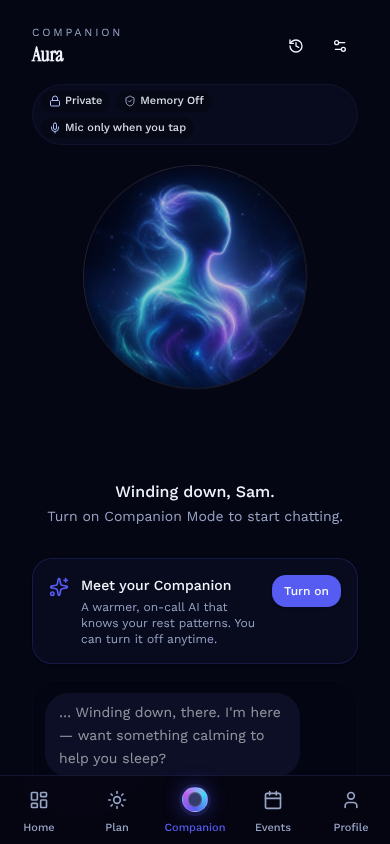 COMPANION
Aura
Private
Memory Off
Mic only when you tap
Winding down, Sam.
Turn on Companion Mode to start chatting.
Meet your Companion
A warmer, on-call AI that
knows your rest patterns. You
can turn it off anytime.
Turn on
... Winding down, there. I'm here
— want something calming to
help you sleep?
Home
Plan
Companion
Events
Profile